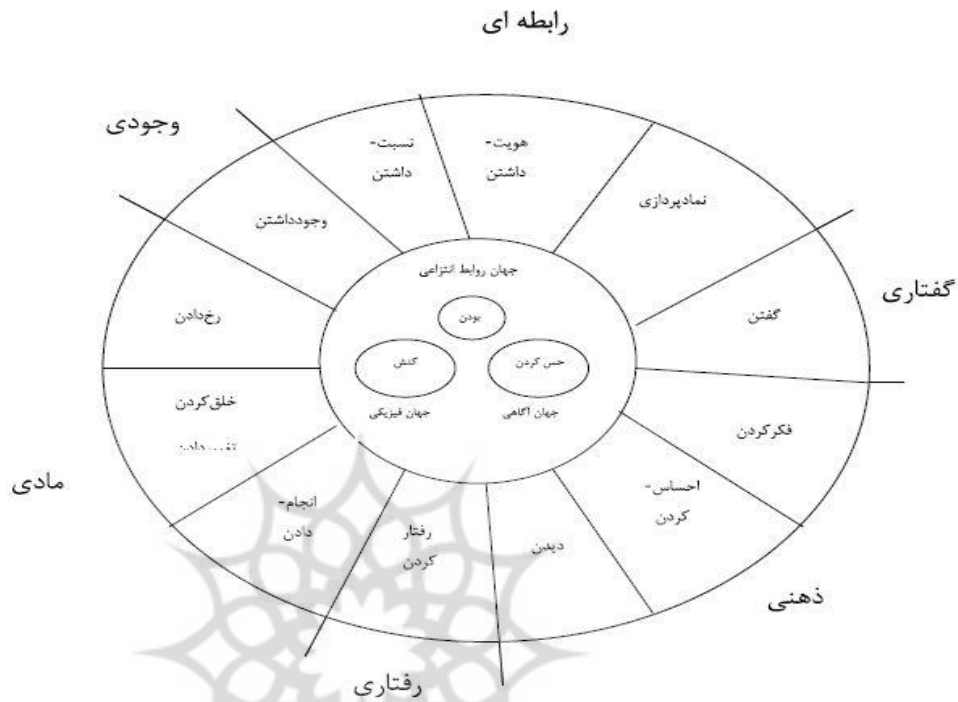 رابطه ای
وجودی
نسبت-
داشتن
هویت-
داشتن
نمادپردازی
وجودداشتن
گفتاری
جهان روابط انتزاعی
بودن
گفتن
رخ‌دادن
کنش
حس کردن
جهان فیزیکی
جهان آگاهی
خلق‌کردن
فکرکردن
مادی
احساس-
کردن
انجام-
دادن
رفتار
کردن
دیدن
ذهنی
رفتاری